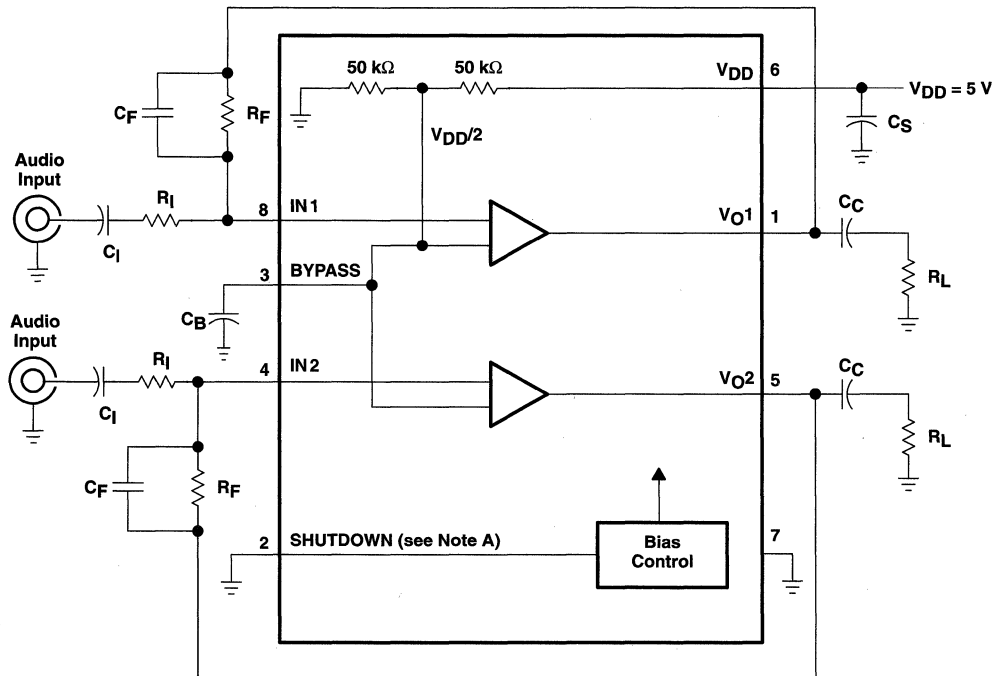 50 kΩ 50 kΩ
VDD 6
VDD = 5 V
CS
CF RF
VDD/2
Audio
Input
CI RI
8 IN1
VO1 1
CC
RL
3 BYPASS
CB
Audio
Input
CI RI
4 IN2
VO2 5
CC
RL
CF RF
2 SHUTDOWN (see Note A)
Bias
Control
7